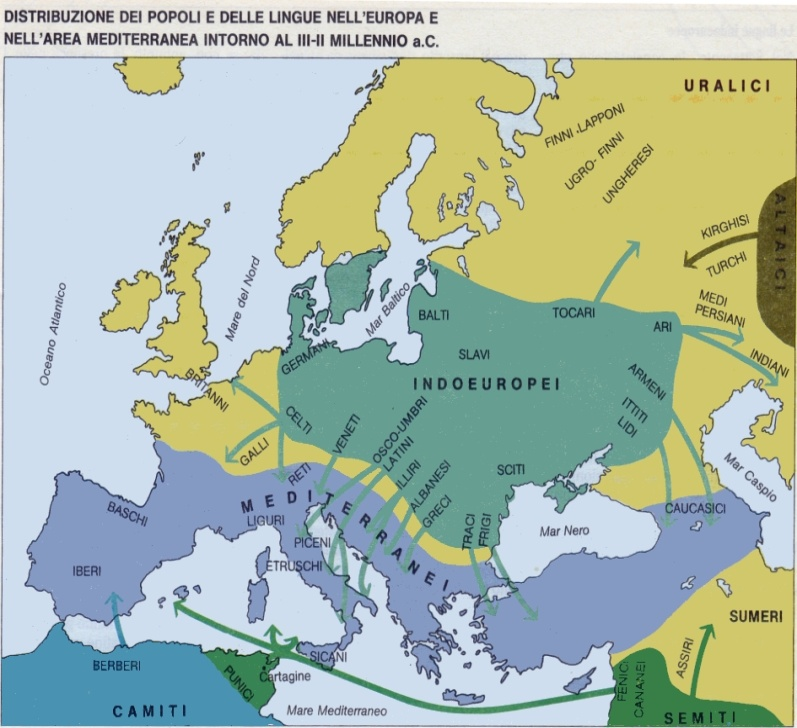 DISTRIBUZIONE DEI POPOLI E DELLE LINGUE NELL'EUROPA E
NELL'AREA MEDITERRANEA INTORNO AL III-II MILLENNIO a.C.
URALICI
FINNI -LAPPONI
UGRO- FINNI
UNGHERESI
ALTAICI
KIRGHISI
TURCHI
MEDI
PERSIANI
INDIANI
Oceano Atlantico
Mare del Nord
Mar Baltico
BALTI
TOCARI
ARI
GERMANI
SLAVI
INDOEUROPEI
ARMENI
ITTITI
LIDI
BRITANNI
CELTI
GALLI
VENETI
OSCO-UMBRI
LATINI
ILLIRI
ALBANESI
GRECI
SCITI
TRACI
FRIGI
Mar Nero
Mar Caspio
CAUCASICI
RETI
MEDITERRANEI
LIGURI
BASCHI
IBERI
PICENI
ETRUSCHI
SICANI
SUMERI
BERBERI
PUNICI
Cartagine
CAMITI
Mare Mediterraneo
FENICI
CANANEI
ASSIRI
SEMITI